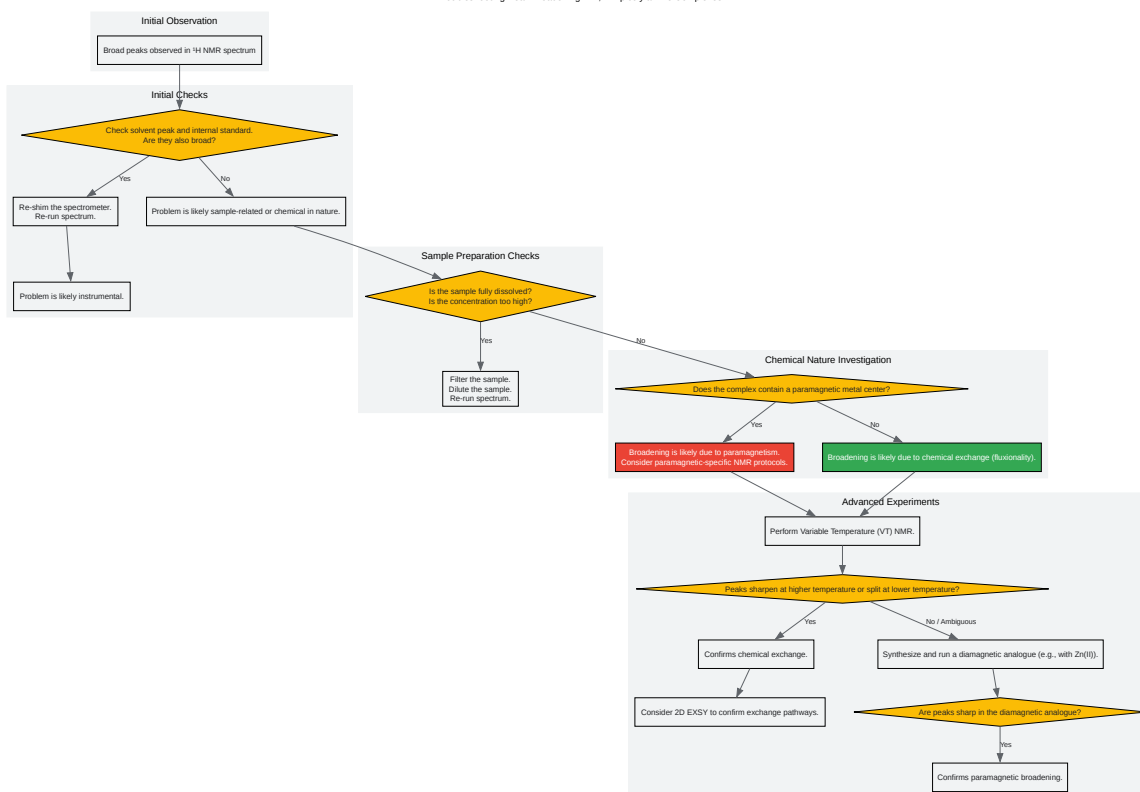 Initial Observation
Broad peaks observed in ¹H NMR spectrum
Initial Checks
Check solvent peak and internal standard.
Are they also broad?
Yes
No
Re-shim the spectrometer.
Re-run spectrum.
Problem is likely sample-related or chemical in nature.
Problem is likely instrumental.
Sample Preparation Checks
Is the sample fully dissolved?
Is the concentration too high?
Yes
No
Filter the sample.
Dilute the sample.
Re-run spectrum.
Chemical Nature Investigation
Does the complex contain a paramagnetic metal center?
Yes
No
Broadening is likely due to paramagnetism.
Consider paramagnetic-specific NMR protocols.
Broadening is likely due to chemical exchange (fluxionality).
Advanced Experiments
Perform Variable Temperature (VT) NMR.
Peaks sharpen at higher temperature or split at lower temperature?
Yes
No / Ambiguous
Confirms chemical exchange.
Synthesize and run a diamagnetic analogue (e.g., with Zn(II)).
Consider 2D EXSY to confirm exchange pathways.
Are peaks sharp in the diamagnetic analogue?
Yes
Confirms paramagnetic broadening.